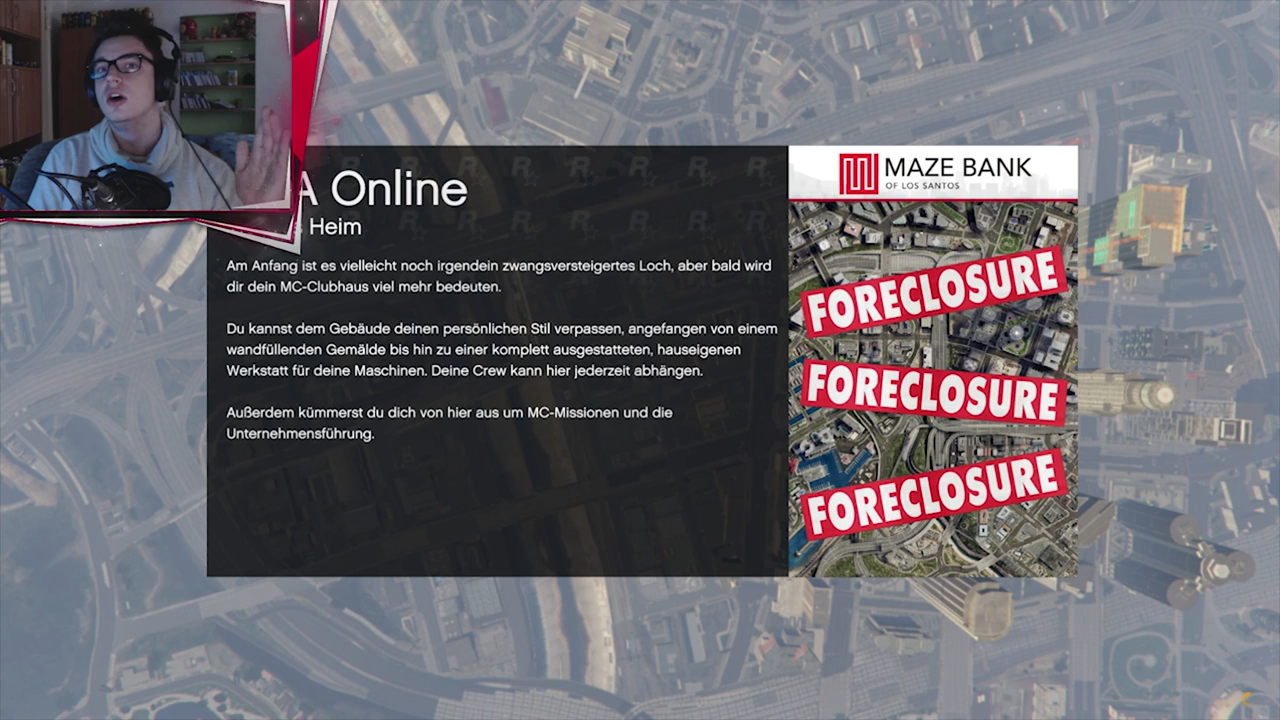 A Online
Heim
Am Anfang ist es vielleicht noch irgendein zwangsversteigertes Loch, aber bald wird
dir dein MC-Clubhaus viel mehr bedeuten.
Du kannst dem Gebäude deinen persönlichen Stil verpassen, angefangen von einem
wandfüllenden Gemälde bis hin zu einer komplett ausgestatteten, hauseigenen
Werkstatt für deine Maschinen. Deine Crew kann hier jederzeit abhängen.
Außerdem kümmerst du dich von hier aus um MC-Missionen und die
Unternehmensführung.
MAZE BANK
OF LOS SANTOS
FORECLOSURE
FORECLOSURE
FORECLOSURE